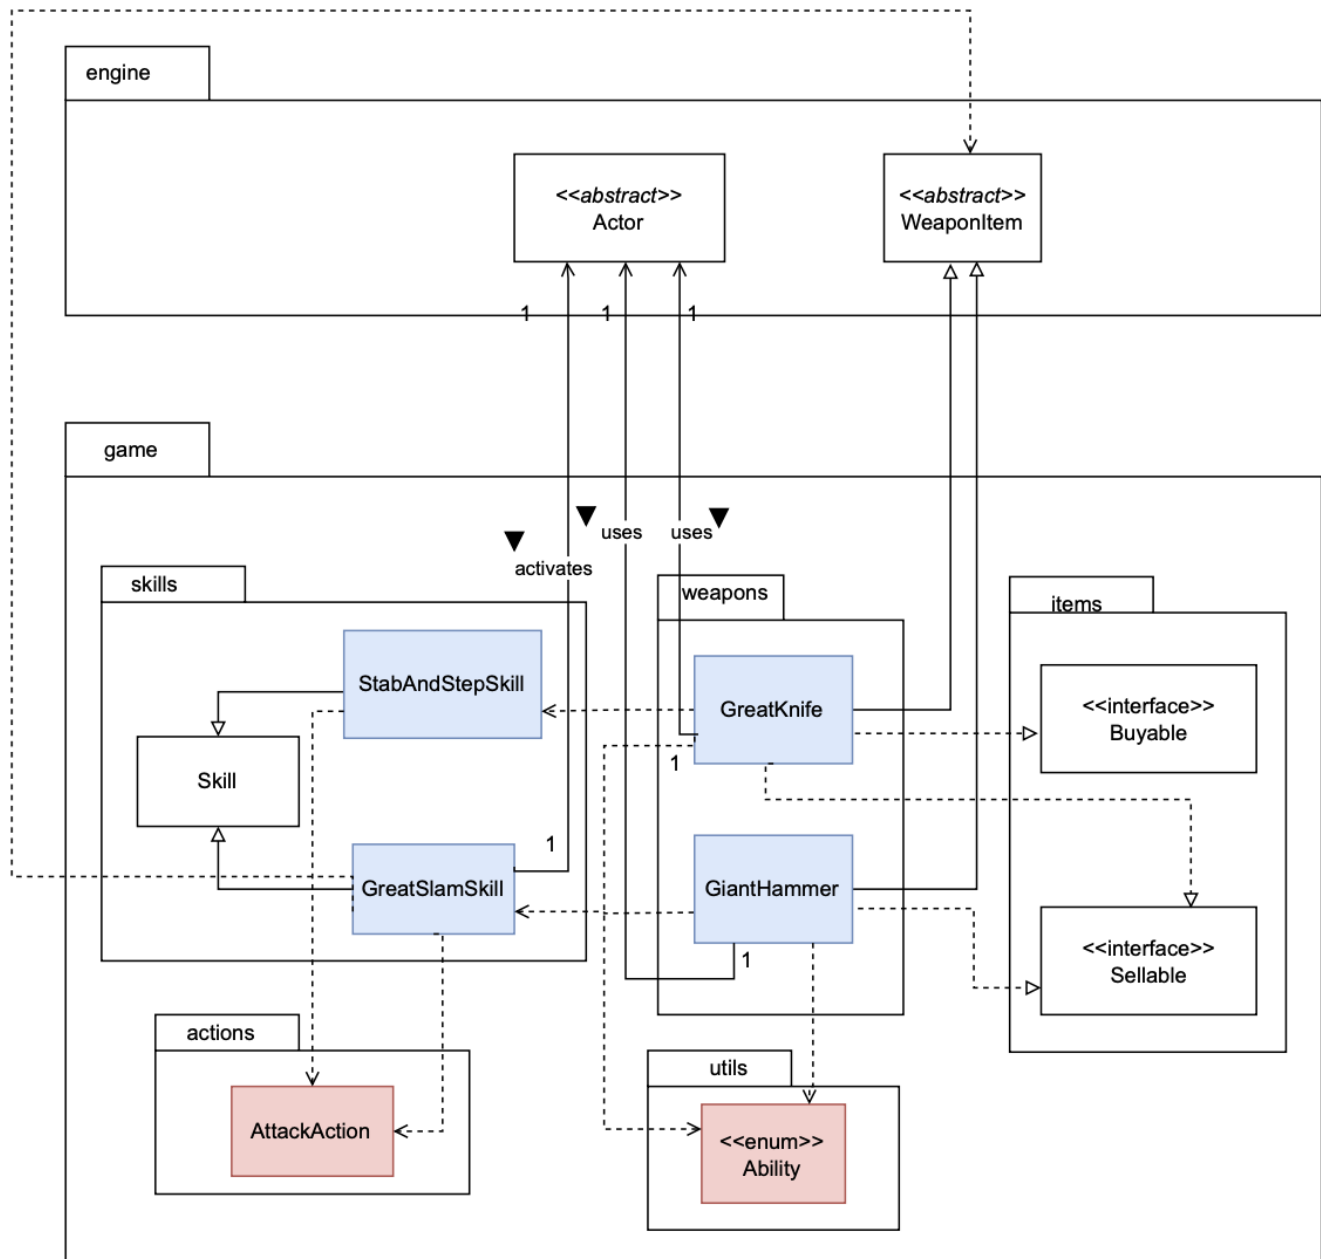 engine
<<abstract>>
Actor
<<abstract>>
WeaponItem
1
1
1
game
uses
uses
activates
skills
weapons
items
StabAndStepSkill
GreatKnife
<<interface>>
Buyable
1
Skill
1
GreatSlamSkill
GiantHammer
<<interface>>
Sellable
1
actions
utils
AttackAction
<<enum>>
Ability